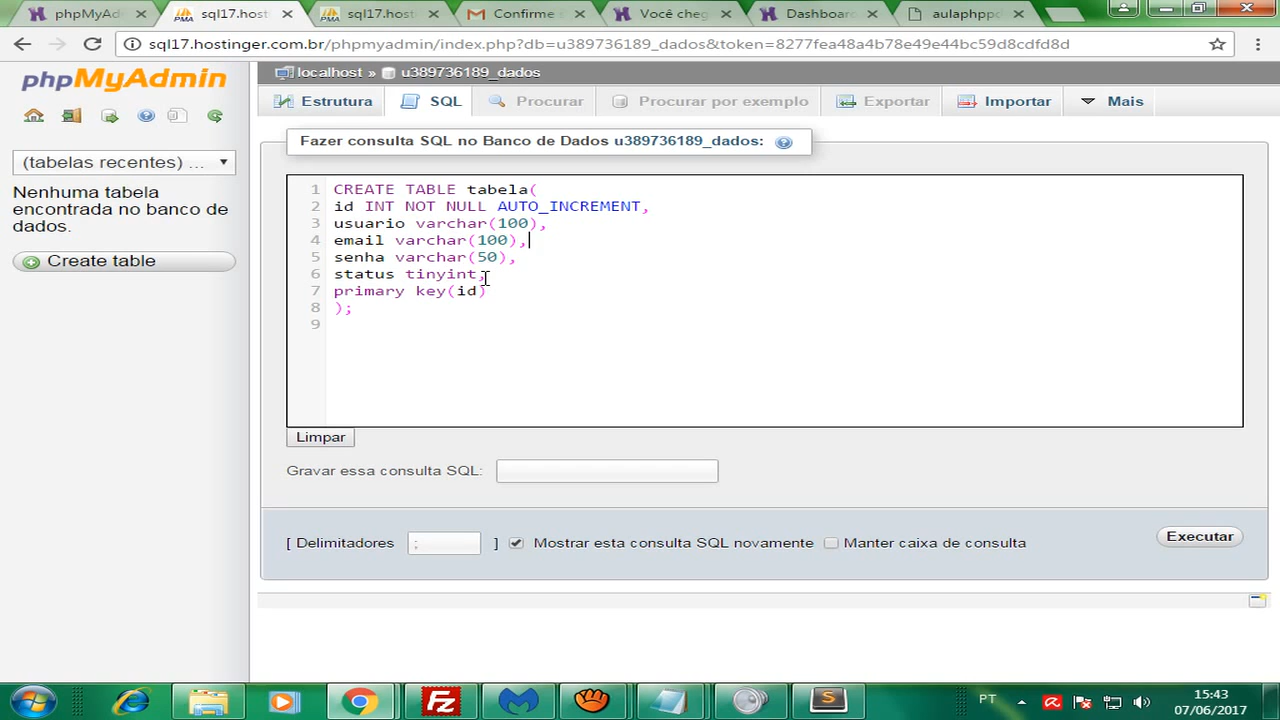 phpMyAd
sql17.host
sql17.host
Confirme
Você cheg
Dashboard
aulaphppd
sql17.hostinger.com.br/phpmyadmin/index.php?db=u389736189_dados&token=8277fea48a4b78e49e44bc59d8cdfd8d
phpMyAdmin
localhost » u389736189_dados
Estrutura
SQL
Procurar
Procurar por exemplo
Exportar
Importar
Mais
(tabelas recentes) ...
Nenhuma tabela
encontrada no banco de
dados.
Create table
Fazer consulta SQL no Banco de Dados u389736189_dados:
1 CREATE TABLE tabela(
2 id INT NOT NULL AUTO_INCREMENT,
3 usuario varchar(100),
4 email varchar(100),
5 senha varchar(50),
6 status tinyint,
7 primary key(id)
8 );
9
Limpar
Gravar essa consulta SQL:
[ Delimitadores ; ] Mostrar esta consulta SQL novamente Manter caixa de consulta
Executar
PT
15:43
07/06/2017